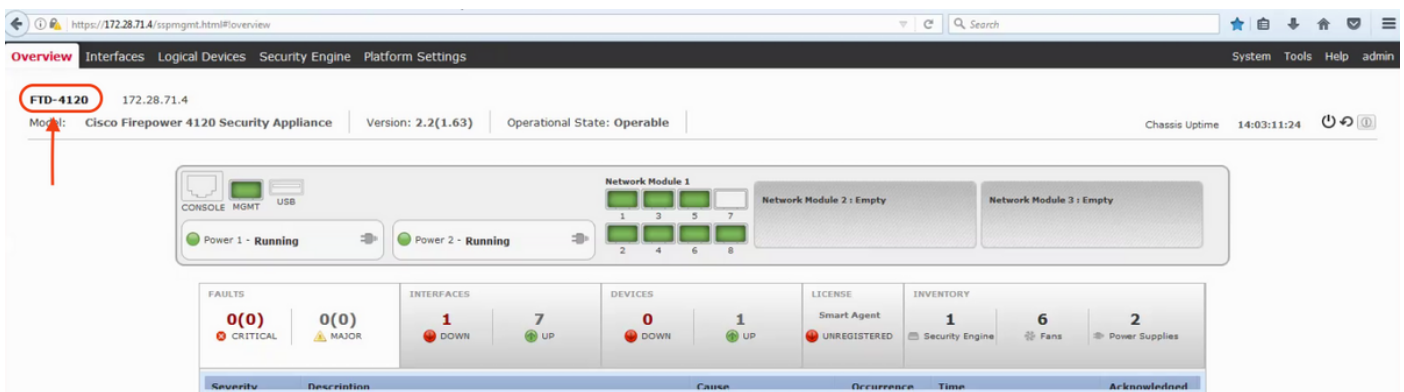 https://172.28.71.4/sspmgmt.html#!overview
Search
Overview Interfaces Logical Devices Security Engine Platform Settings System Tools Help admin
FTD-4120 172.28.71.4
Model: Cisco Firepower 4120 Security Appliance Version: 2.2(1.63) Operational State: Operable Chassis Uptime 14:03:11:24
Network Module 1
CONSOLE MGMT USB
Network Module 2 : Empty
Network Module 3 : Empty
1 3 5 7
Power 1 - Running
Power 2 - Running
2 4 6 8
FAULTS INTERFACES DEVICES LICENSE INVENTORY
0(0) 0(0) 1 7 0 1 Smart Agent 1 6 2
CRITICAL MAJOR DOWN UP DOWN UP UNREGISTERED Security Engine Fans Power Supplies
Severity Description Cause Occurrence Time Acknowledged